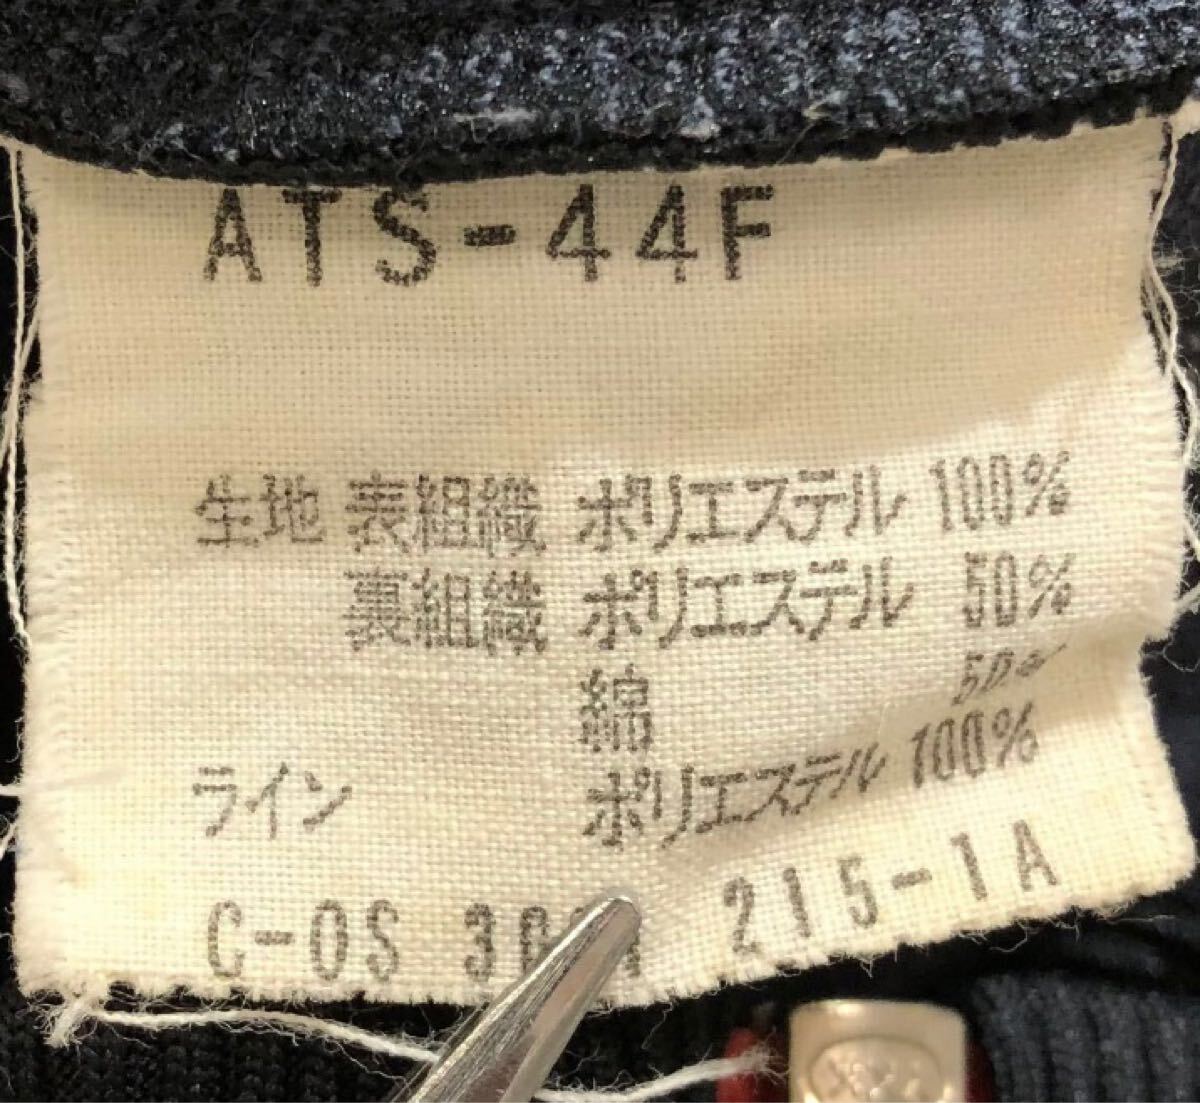 ATS-44F
生地 表組織 ポリエステル 100%
裏組織 ポリエステル 50%
綿 50%
ライン ポリエステル 100%
C-OS 215-1A